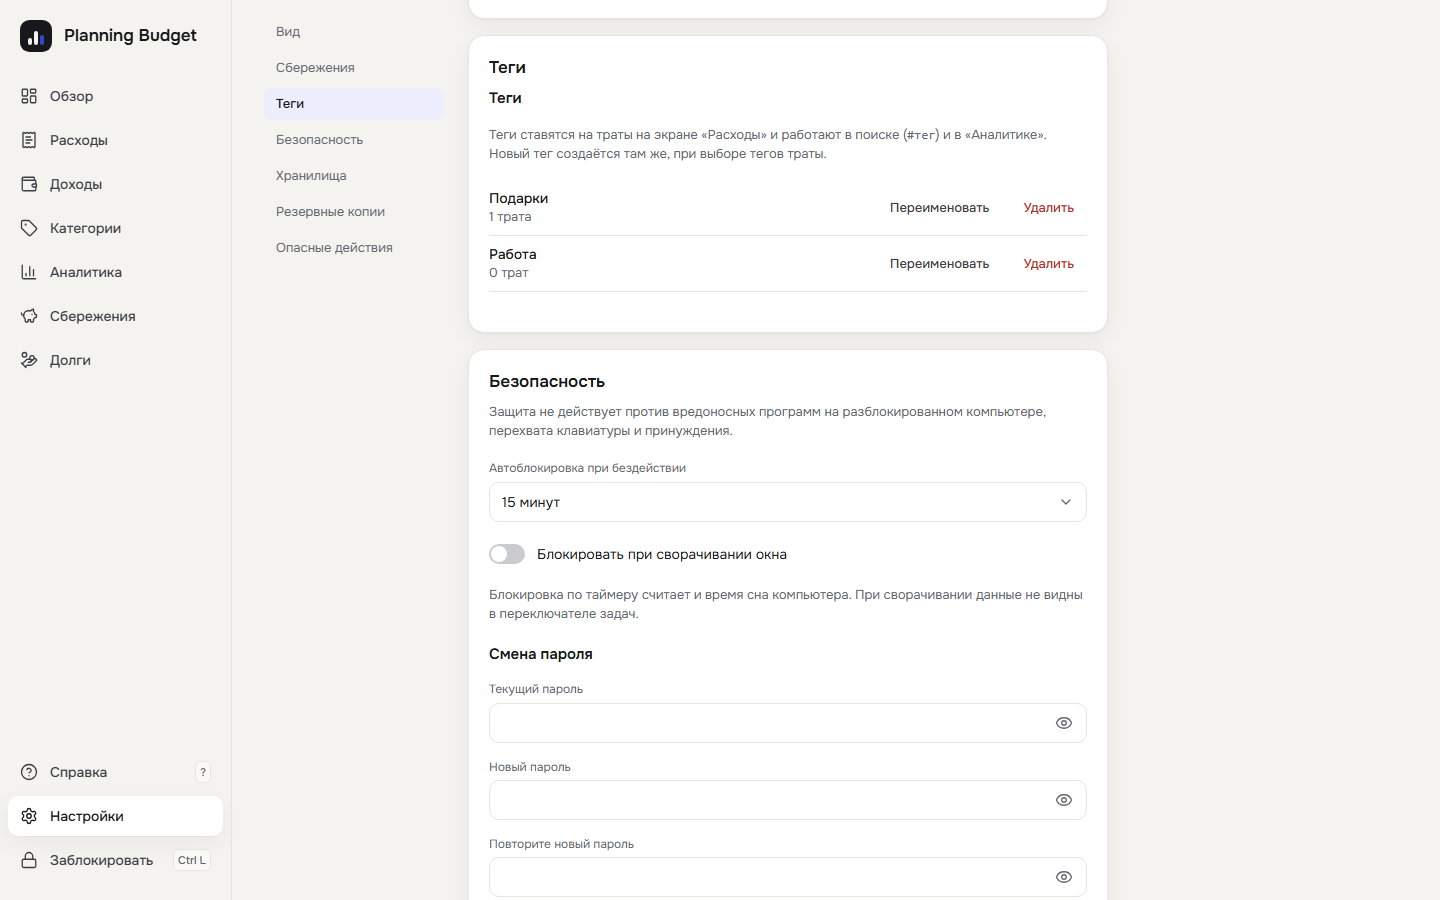 Planning Budget
Обзор
Расходы
Доходы
Категории
Аналитика
Сбережения
Долги
Справка ?
Настройки
Заблокировать Ctrl L
Вид
Сбережения
Теги
Безопасность
Хранилища
Резервные копии
Опасные действия
Теги
Теги
Теги ставятся на траты на экране «Расходы» и работают в поиске (#тег) и в «Аналитике».
Новый тег создаётся там же, при выборе тегов траты.
Подарки
1 трата
Переименовать Удалить
Работа
0 трат
Переименовать Удалить
Безопасность
Защита не действует против вредоносных программ на разблокированном компьютере,
перехвата клавиатуры и принуждения.
Автоблокировка при бездействии
15 минут
Блокировать при сворачивании окна
Блокировка по таймеру считает и время сна компьютера. При сворачивании данные не видны
в переключателе задач.
Смена пароля
Текущий пароль
Новый пароль
Повторите новый пароль